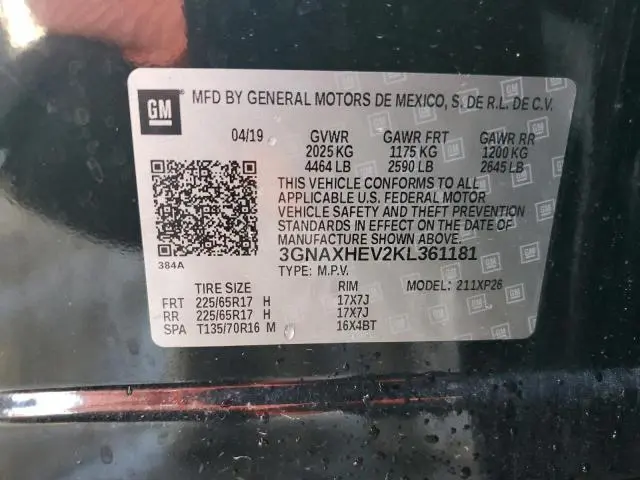 GM
MFD BY GENERAL MOTORS DE MEXICO, S. DE R.L. DE C.V.
04/19 GVWR GAWR FRT GAWR RR
2025 KG 1175 KG 1200 KG
4464 LB 2590 LB 2645 LB
THIS VEHICLE CONFORMS TO ALL
APPLICABLE U.S. FEDERAL MOTOR
VEHICLE SAFETY AND THEFT PREVENTION
STANDARDS IN EFFECT ON THE DATE OF
MANUFACTURE SHOWN ABOVE.
384A
3GNAXHEV2KL361181
TYPE: M.P.V. MODEL: 211XP26
TIRE SIZE RIM
FRT 225/65R17 H 17X7J
RR 225/65R17 H 17X7J
SPA T135/70R16 M 16X4BT